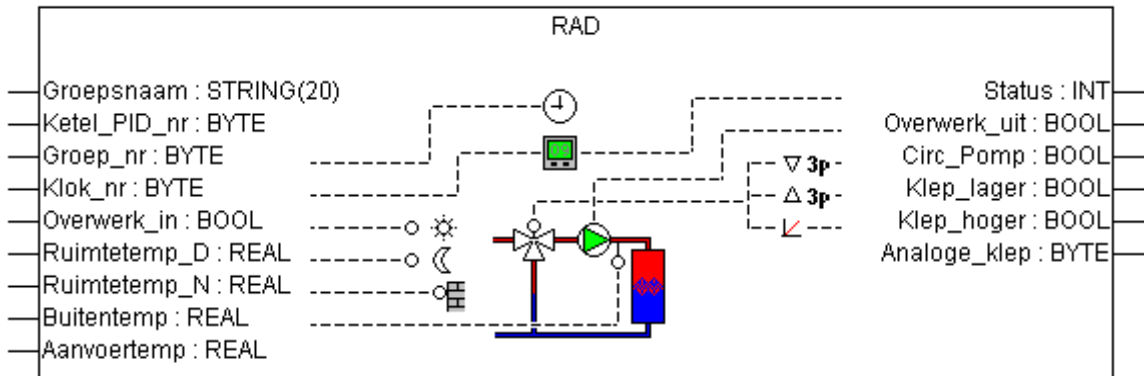 RAD
Groepsnaam : STRING(20)
Ketel_PID_nr : BYTE
Groep_nr : BYTE
Klok_nr : BYTE
Overwerk_in : BOOL
Ruimtetemp_D : REAL
Ruimtetemp_N : REAL
Buitentemp : REAL
Aanvoertemp : REAL
3p
3p
Status : INT
Overwerk_uit : BOOL
Circ_Pomp : BOOL
Klep_lager : BOOL
Klep_hoger : BOOL
Analoge_klep : BYTE